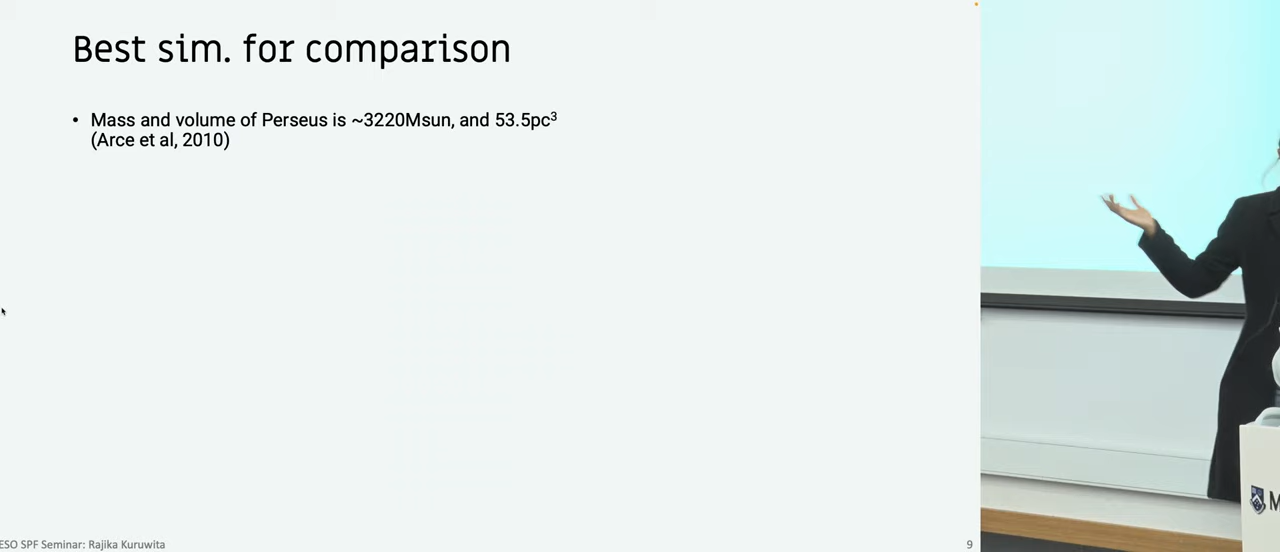 Best sim. for comparison
• Mass and volume of Perseus is ~3220Msun, and 53.5pc³
(Arce et al, 2010)
ESO SPF Seminar: Rajika Kuruwita
9
M